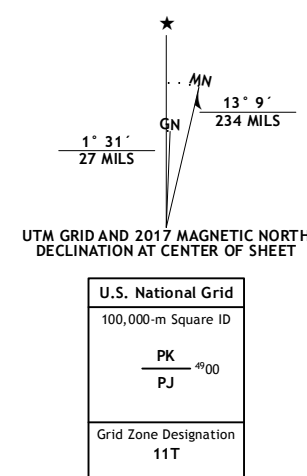 ★
MN
GN
13° 9´
234 MILS
1° 31´
27 MILS
UTM GRID AND 2017 MAGNETIC NORTH
DECLINATION AT CENTER OF SHEET
U.S. National Grid
100,000-m Square ID
PK
4900
PJ
Grid Zone Designation
11T